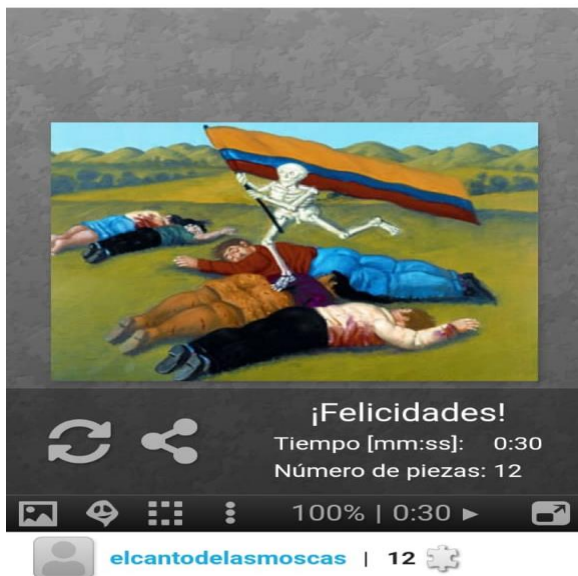 ¡Felicidades!
Tiempo [mm:ss]: 0:30
Número de piezas: 12
100% | 0:30
elcantodelasmoscas | 12